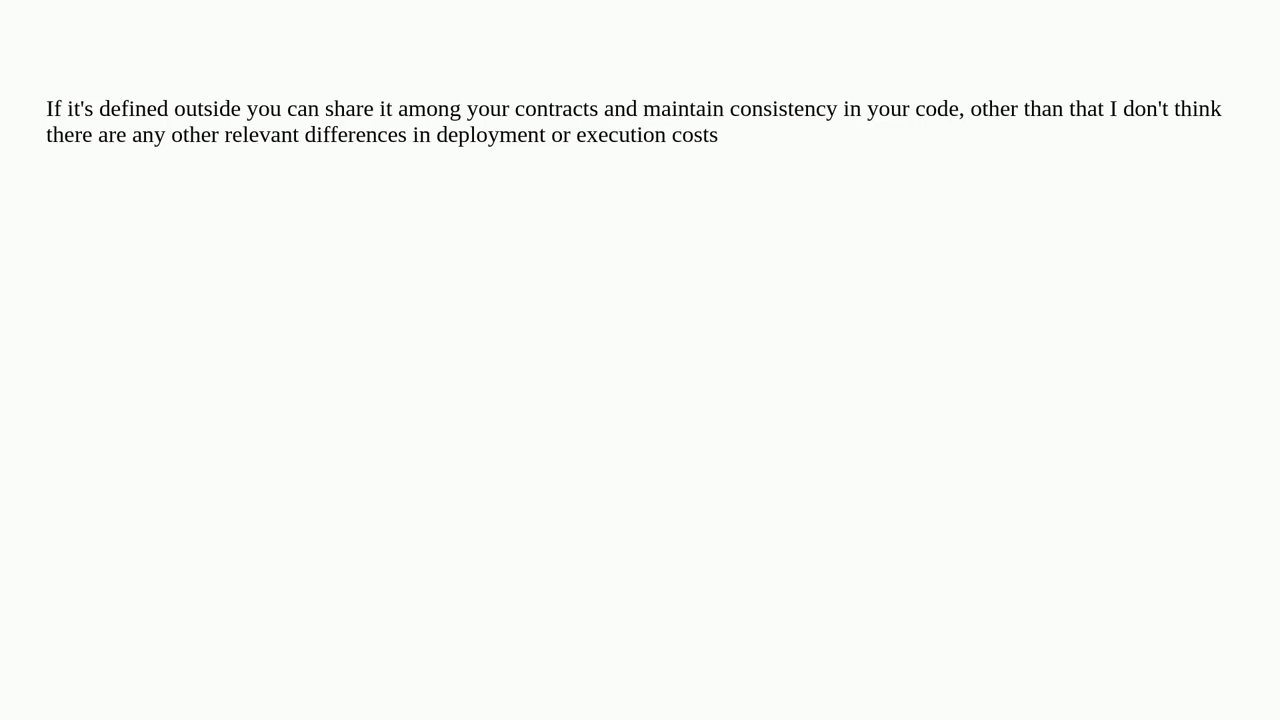 If it's defined outside you can share it among your contracts and maintain consistency in your code, other than that I don't think
there are any other relevant differences in deployment or execution costs